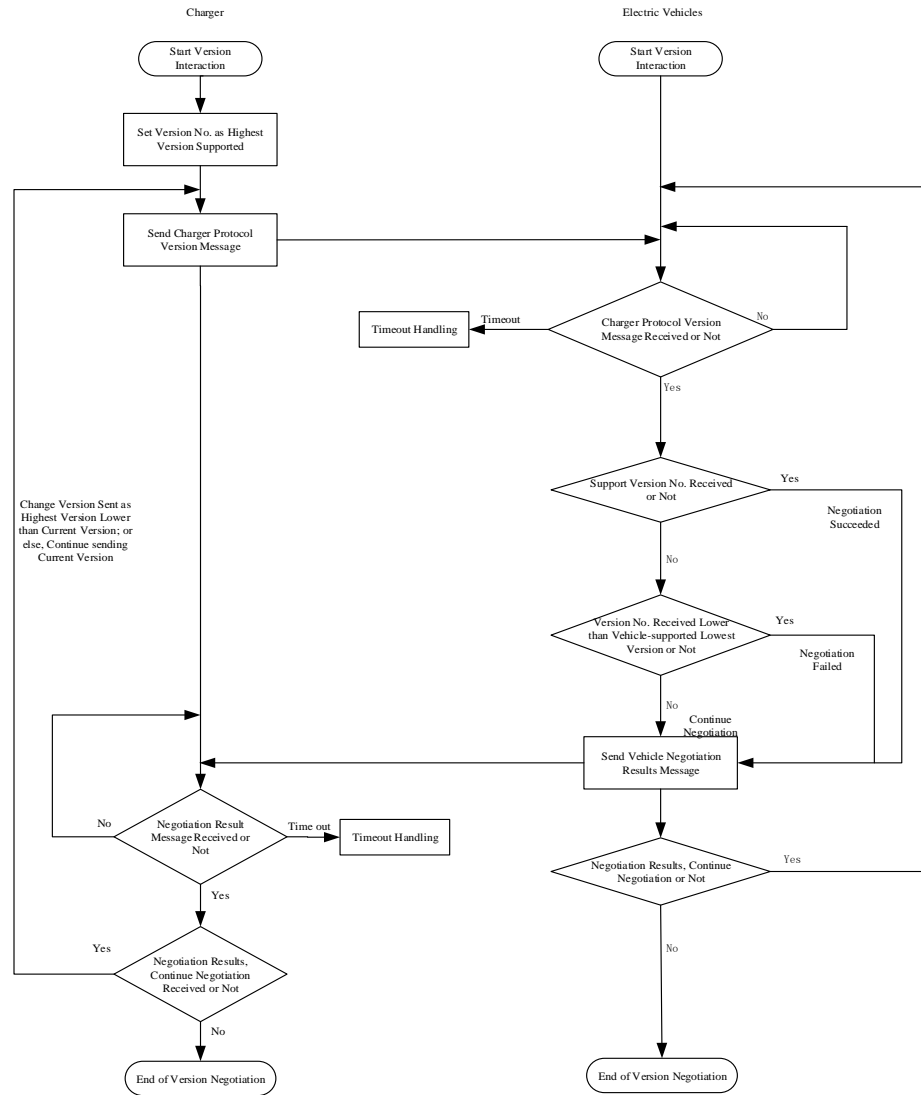 Charger
Electric Vehicles
Start Version
Interaction
Start Version
Interaction
Set Version No. as Highest
Version Supported
Send Charger Protocol
Version Message
Timeout Handling
Timeout
Charger Protocol Version
Message Received or Not
No
Yes
Support Version No. Received
or Not
Yes
Negotiation
Succeeded
Change Version Sent as
Highest Version Lower
than Current Version; or
else, Continue sending
Current Version
No
Version No. Received Lower
than Vehicle-supported Lowest
Version or Not
Yes
Negotiation
Failed
No
Continue
Negotiation
Send Vehicle Negotiation
Results Message
Negotiation Result
Message Received or
Not
No
Time out
Timeout Handling
Negotiation Results, Continue
Negotiation or Not
Yes
Yes
Yes
Negotiation Results,
Continue Negotiation
Received or Not
No
No
End of Version Negotiation
End of Version Negotiation